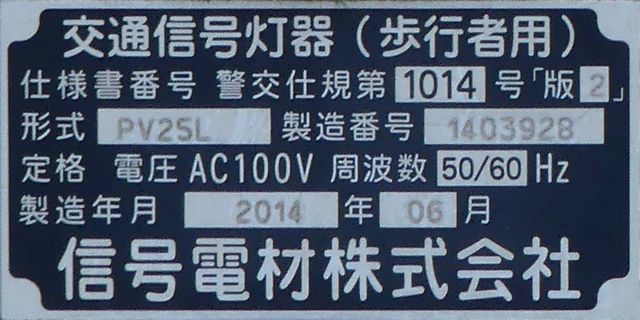 交通信号灯器（歩行者用）
仕様書番号 警交仕規第 1014 号「版 2」
形式 PV25L 製造番号 1403928
定格 電圧 AC100V 周波数 50/60 Hz
製造年月 2014 年 06 月
信号電材株式会社